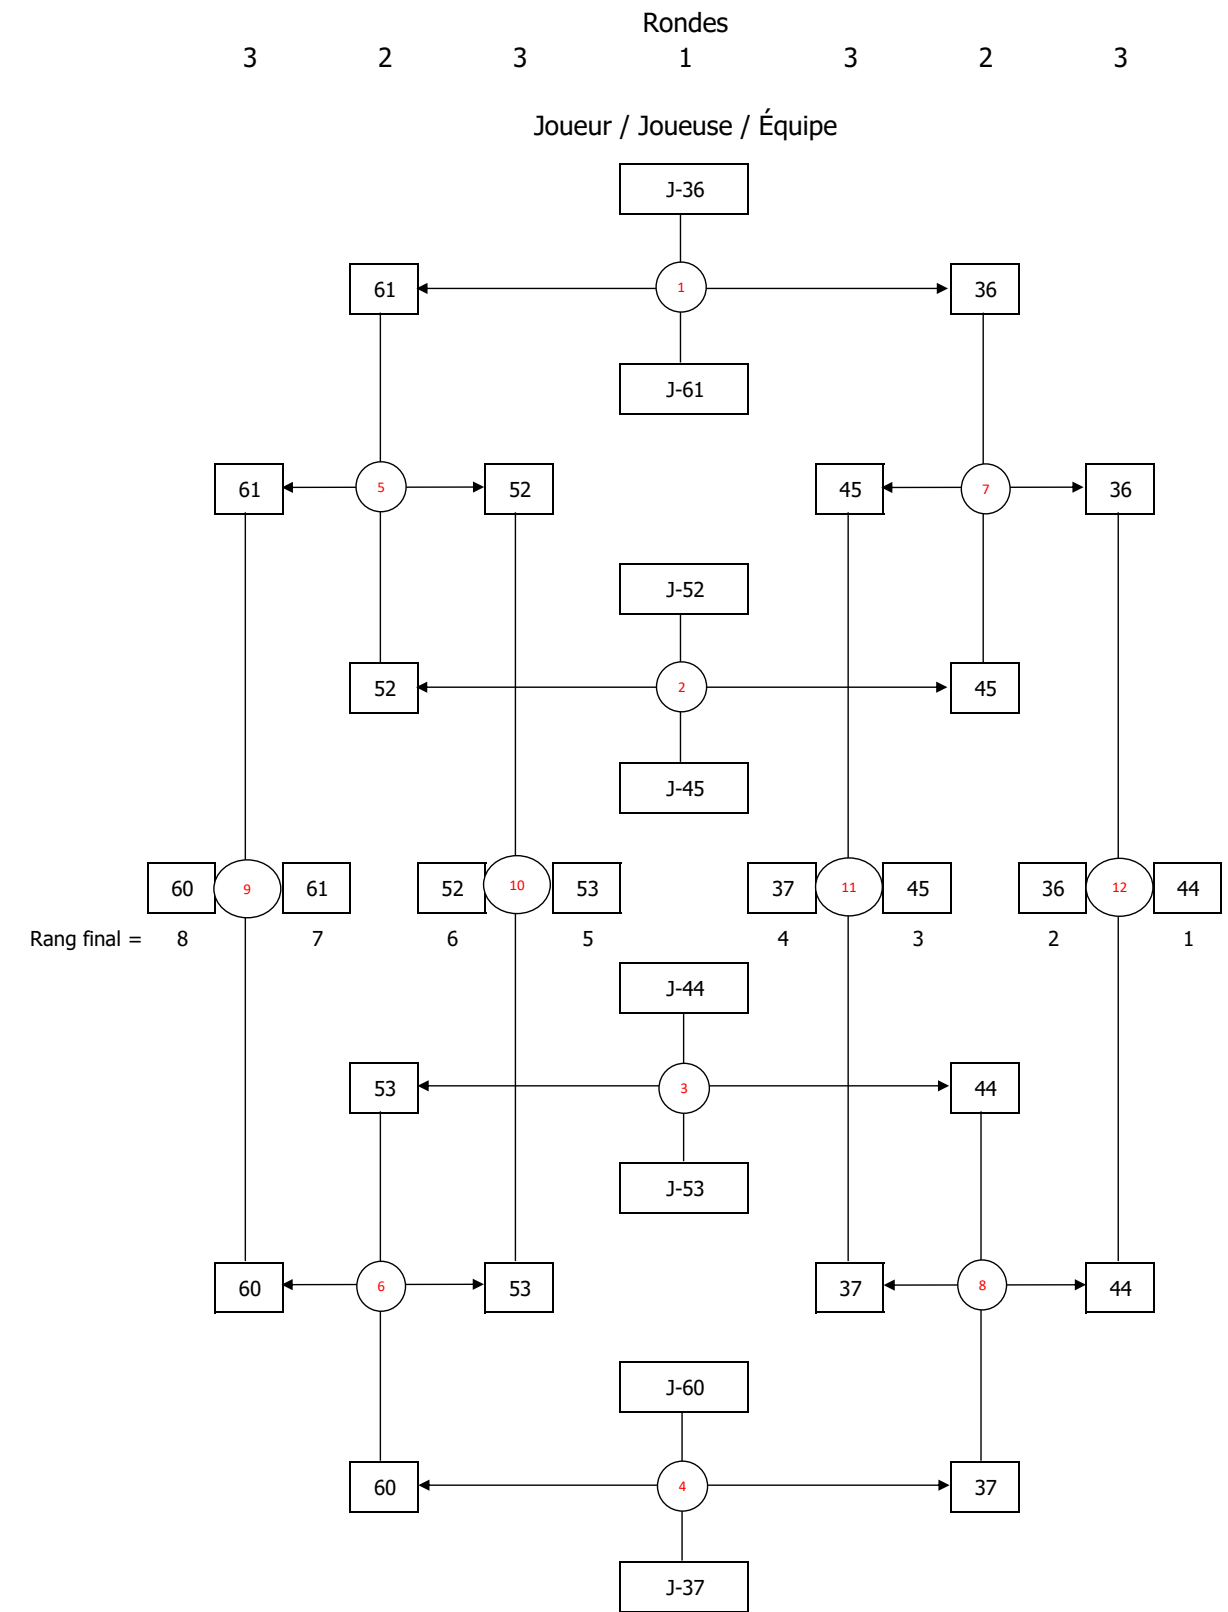 Rondes
3 2 3 1 3 2 3
Joueur / Joueuse / Équipe
J-36
61 1 36
J-61
61 5 52 45 7 36
J-52
52 2 45
J-45
60 9 61 52 10 53 37 11 45 36 12 44
Rang final = 8 7 6 5 4 3 2 1
J-44
53 3 44
J-53
60 6 53 37 8 44
J-60
60 4 37
J-37